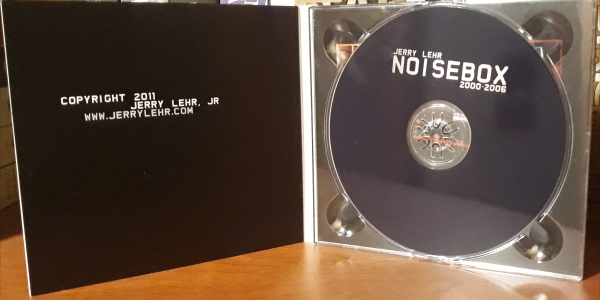 COPYRIGHT 2011
JERRY LEHR, JR
WWW.JERRYLEHR.COM
JERRY LEHR
NOISEBOX
2000-2006